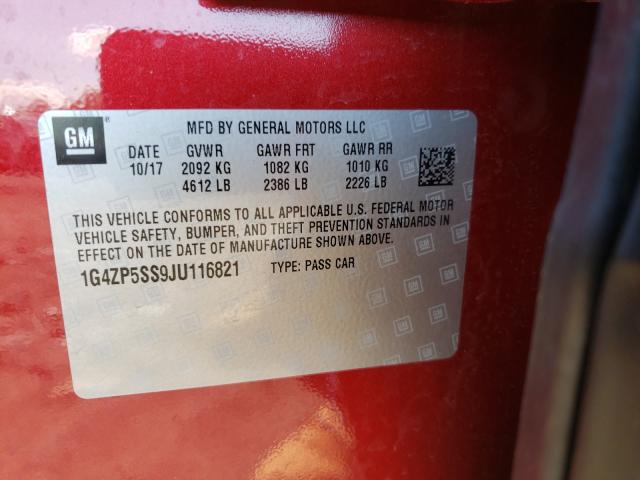 GM ® MFD BY GENERAL MOTORS LLC
DATE GVWR GAWR FRT GAWR RR
10/17 2092 KG 1082 KG 1010 KG
4612 LB 2386 LB 2226 LB
THIS VEHICLE CONFORMS TO ALL APPLICABLE U.S. FEDERAL MOTOR
VEHICLE SAFETY, BUMPER, AND THEFT PREVENTION STANDARDS IN
EFFECT ON THE DATE OF MANUFACTURE SHOWN ABOVE.
1G4ZP5SS9JU116821 TYPE: PASS CAR